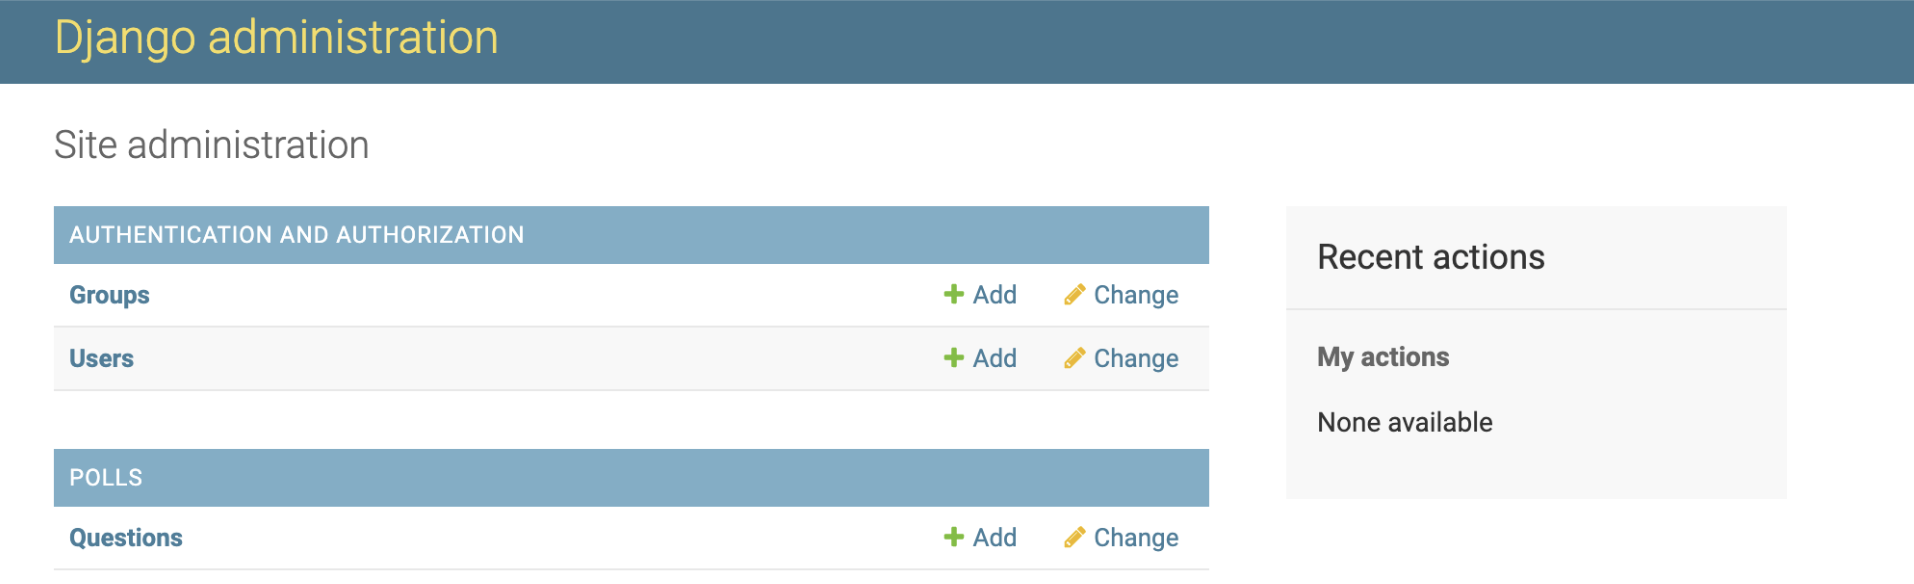 Django administration
Site administration
AUTHENTICATION AND AUTHORIZATION
Groups Add Change
Users Add Change
POLLS
Questions Add Change
Recent actions
My actions
None available